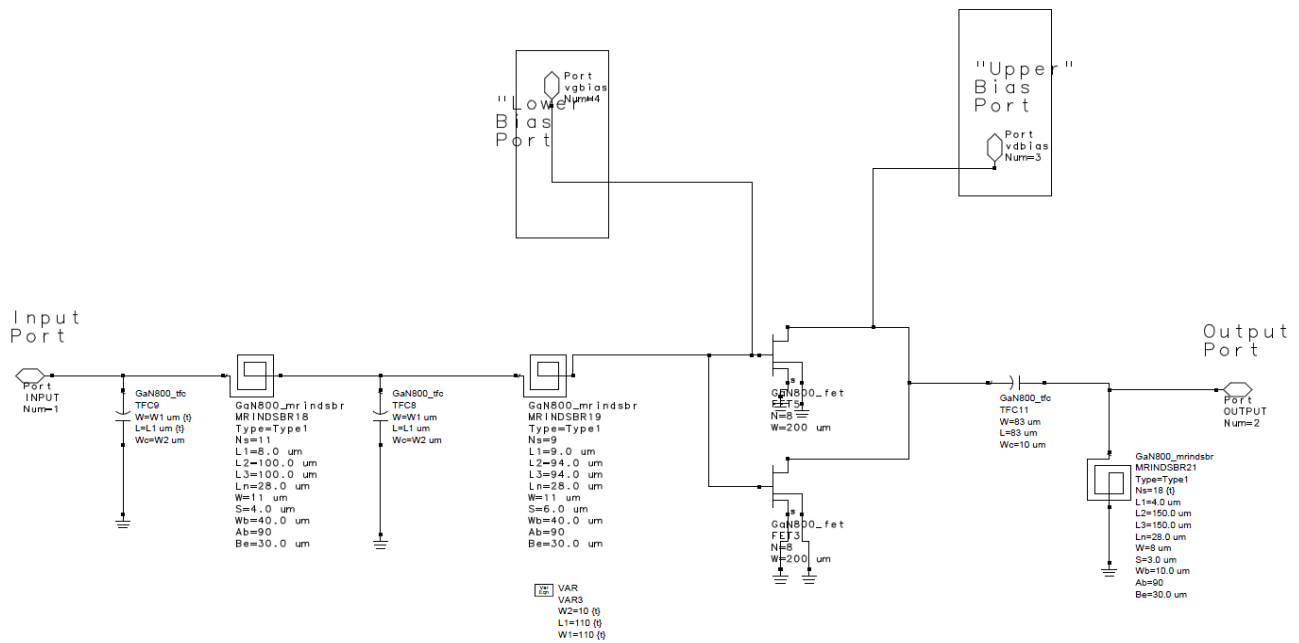 Port
vgbias
Num=4
"Lower"
Bias
Port
"Upper"
Bias
Port
Port
vdbias
Num=3
Input
Port
Port
INPUT
Num=1
GaN800_tfc
TFC9
W=W1 um {t}
L=L1 um {t}
Wc=W2 um
GaN800_mrindsbr
MRINDSBR18
Type=Type1
Ns=11
L1=8.0 um
L2=100.0 um
L3=100.0 um
Ln=28.0 um
W=11 um
S=4.0 um
Wb=40.0 um
Ab=90
Be=30.0 um
GaN800_tfc
TFC8
W=W1 um
L=L1 um
Wc=W2 um
GaN800_mrindsbr
MRINDSBR19
Type=Type1
Ns=9
L1=9.0 um
L2=94.0 um
L3=94.0 um
Ln=28.0 um
W=11 um
S=6.0 um
Wb=40.0 um
Ab=90
Be=30.0 um
Var
Eqn
VAR
VAR3
W2=10 {t}
L1=110 {t}
W1=110 {t}
s
GaN800_fet
FET5
N=8
W=200 um
s
GaN800_fet
FET3
N=8
W=200 um
GaN800_tfc
TFC11
W=83 um
L=83 um
Wc=10 um
Output
Port
Port
OUTPUT
Num=2
GaN800_mrindsbr
MRINDSBR21
Type=Type1
Ns=18 {t}
L1=4.0 um
L2=150.0 um
L3=150.0 um
Ln=28.0 um
W=8 um
S=3.0 um
Wb=10.0 um
Ab=90
Be=30.0 um